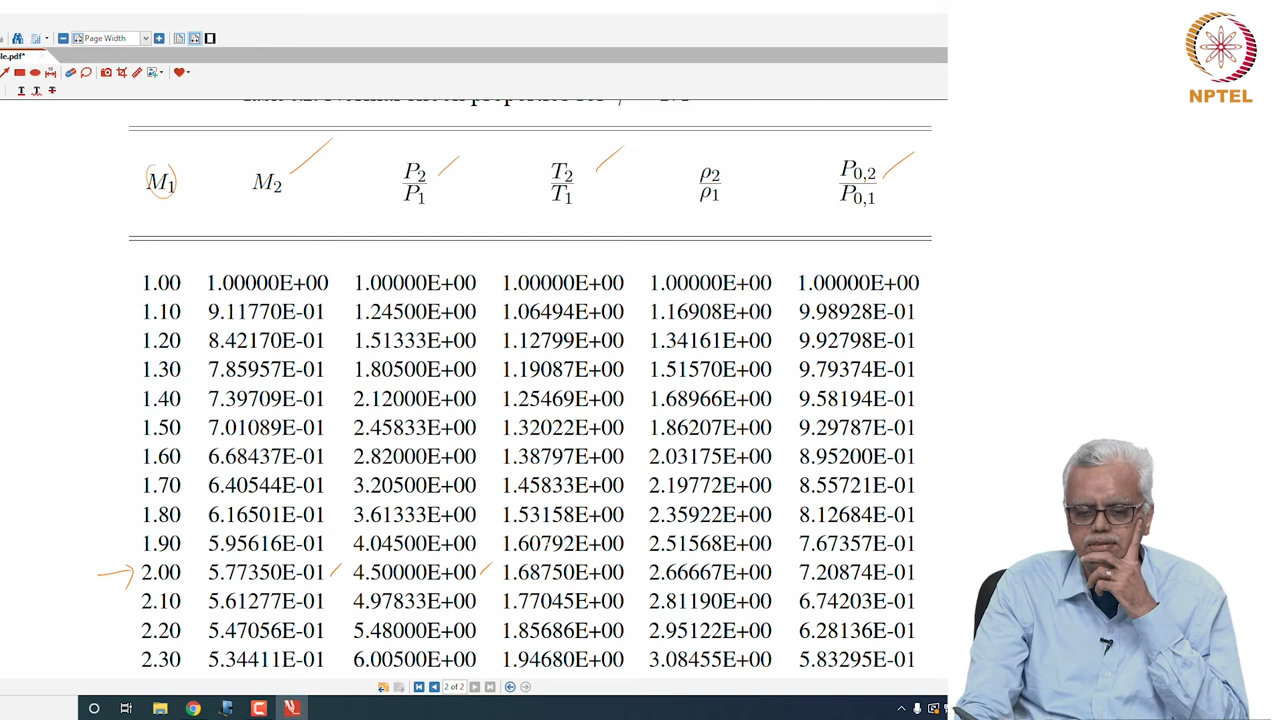 Page Width
le.pdf*
NPTEL
M1 M2 P2/P1 T2/T1 ρ2/ρ1 P0,2/P0,1
1.00 1.00000E+00 1.00000E+00 1.00000E+00 1.00000E+00 1.00000E+00
1.10 9.11770E-01 1.24500E+00 1.06494E+00 1.16908E+00 9.98928E-01
1.20 8.42170E-01 1.51333E+00 1.12799E+00 1.34161E+00 9.92798E-01
1.30 7.85957E-01 1.80500E+00 1.19087E+00 1.51570E+00 9.79374E-01
1.40 7.39709E-01 2.12000E+00 1.25469E+00 1.68966E+00 9.58194E-01
1.50 7.01089E-01 2.45833E+00 1.32022E+00 1.86207E+00 9.29787E-01
1.60 6.68437E-01 2.82000E+00 1.38797E+00 2.03175E+00 8.95200E-01
1.70 6.40544E-01 3.20500E+00 1.45833E+00 2.19772E+00 8.55721E-01
1.80 6.16501E-01 3.61333E+00 1.53158E+00 2.35922E+00 8.12684E-01
1.90 5.95616E-01 4.04500E+00 1.60792E+00 2.51568E+00 7.67357E-01
2.00 5.77350E-01 4.50000E+00 1.68750E+00 2.66667E+00 7.20874E-01
2.10 5.61277E-01 4.97833E+00 1.77045E+00 2.81190E+00 6.74203E-01
2.20 5.47056E-01 5.48000E+00 1.85686E+00 2.95122E+00 6.28136E-01
2.30 5.34411E-01 6.00500E+00 1.94680E+00 3.08455E+00 5.83295E-01
2 of 2